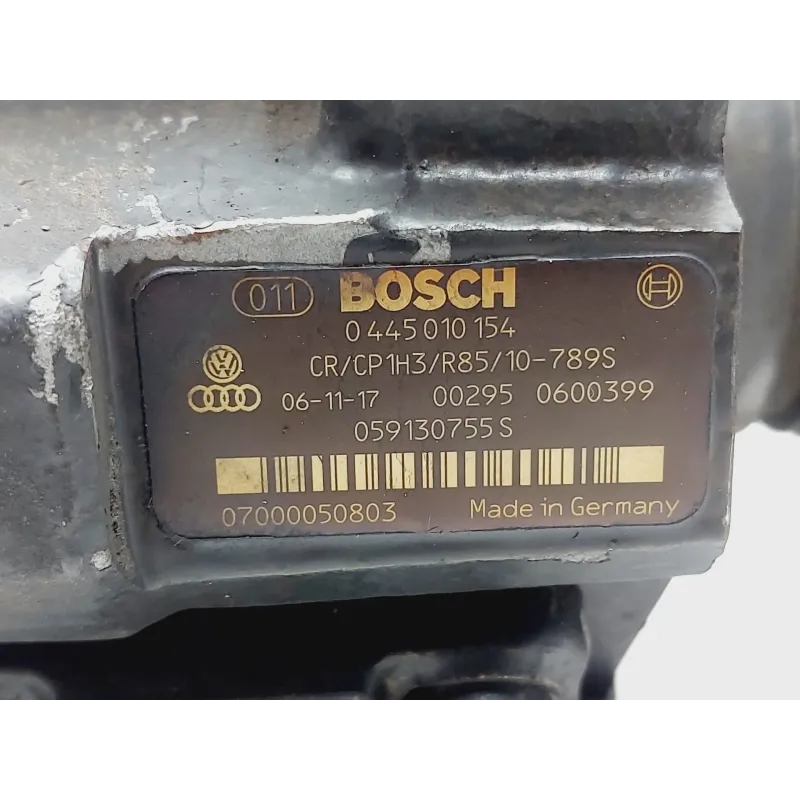 011 BOSCH
0 445 010 154
CR/CP1H3/R85/10-789S
06-11-17 00295 0600399
059130755S
07000050803 Made in Germany